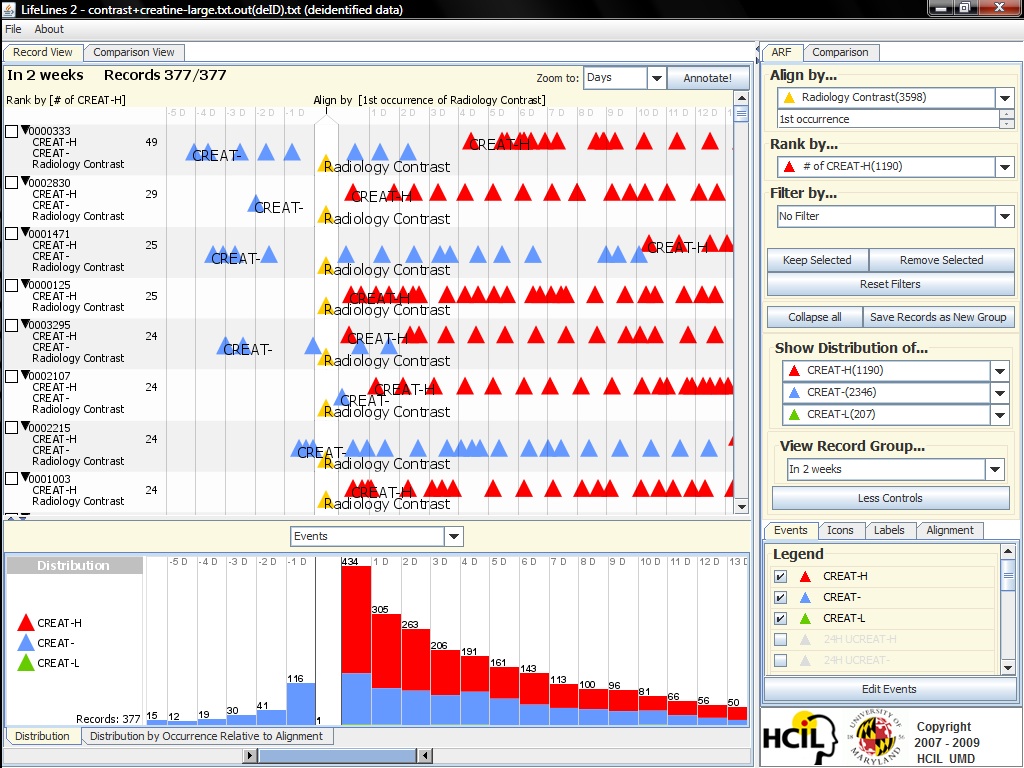 LifeLines 2 - contrast+creatine-large.txt.out(deID).txt (deidentified data)
File About
Record View Comparison View
In 2 weeks Records 377/377
Zoom to: Days Annotate!
Rank by [# of CREAT-H] Align by [1st occurrence of Radiology Contrast]
-5 D -4 D -3 D -2 D -1 D 1 D 2 D 3 D 4 D 5 D 6 D 7 D 8 D 9 D 10 D 11 D 12 D
0000333
CREAT-H 49 CREAT-H
CREAT- CREAT-
Radiology Contrast Radiology Contrast
0002830
CREAT-H 29 CREAT-H
CREAT- CREAT-
Radiology Contrast Radiology Contrast
0001471
CREAT-H 25 CREAT-H
CREAT- CREAT-
Radiology Contrast Radiology Contrast
0000125
CREAT-H 25 CREAT-H
Radiology Contrast Radiology Contrast
0003295
CREAT-H 24 CREAT-H
CREAT- CREAT-
Radiology Contrast Radiology Contrast
0002107
CREAT-H 24 CREAT-H
CREAT- CREAT-
Radiology Contrast Radiology Contrast
0002215
CREAT-H 24
CREAT- CREAT-
Radiology Contrast Radiology Contrast
0001003
CREAT-H 24 CREAT-H
Radiology Contrast Radiology Contrast
Events
Distribution
-5 D -4 D -3 D -2 D -1 D 1 D 2 D 3 D 4 D 5 D 6 D 7 D 8 D 9 D 10 D 11 D 12 D 13 D
CREAT-H
CREAT-
CREAT-L
Records: 377
15 12 19 30 41 116 1 434 305 263 206 191 161 143 113 100 96 81 66 56 50
Distribution Distribution by Occurrence Relative to Alignment
ARF Comparison
Align by...
Radiology Contrast(3598)
1st occurrence
Rank by...
# of CREAT-H(1190)
Filter by...
No Filter
Keep Selected Remove Selected
Reset Filters
Collapse all Save Records as New Group
Show Distribution of...
CREAT-H(1190)
CREAT-(2346)
CREAT-L(207)
View Record Group...
In 2 weeks
Less Controls
Events Icons Labels Alignment
Legend
CREAT-H
CREAT-
CREAT-L
24H UCREAT-H
24H UCREAT-
Edit Events
HCIL
UNIVERSITY OF
18 56
MARYLAND
Copyright
2007 - 2009
HCIL UMD